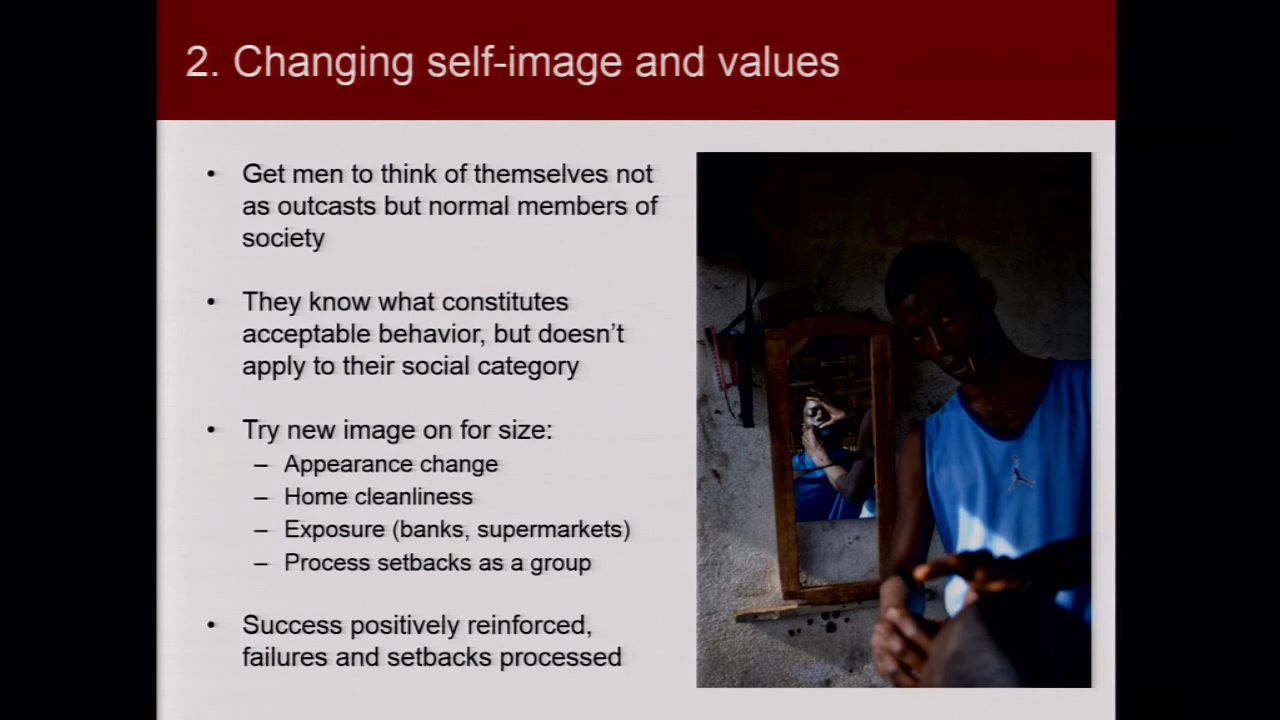 2. Changing self-image and values
• Get men to think of themselves not
as outcasts but normal members of
society
• They know what constitutes
acceptable behavior, but doesn’t
apply to their social category
• Try new image on for size:
– Appearance change
– Home cleanliness
– Exposure (banks, supermarkets)
– Process setbacks as a group
• Success positively reinforced,
failures and setbacks processed